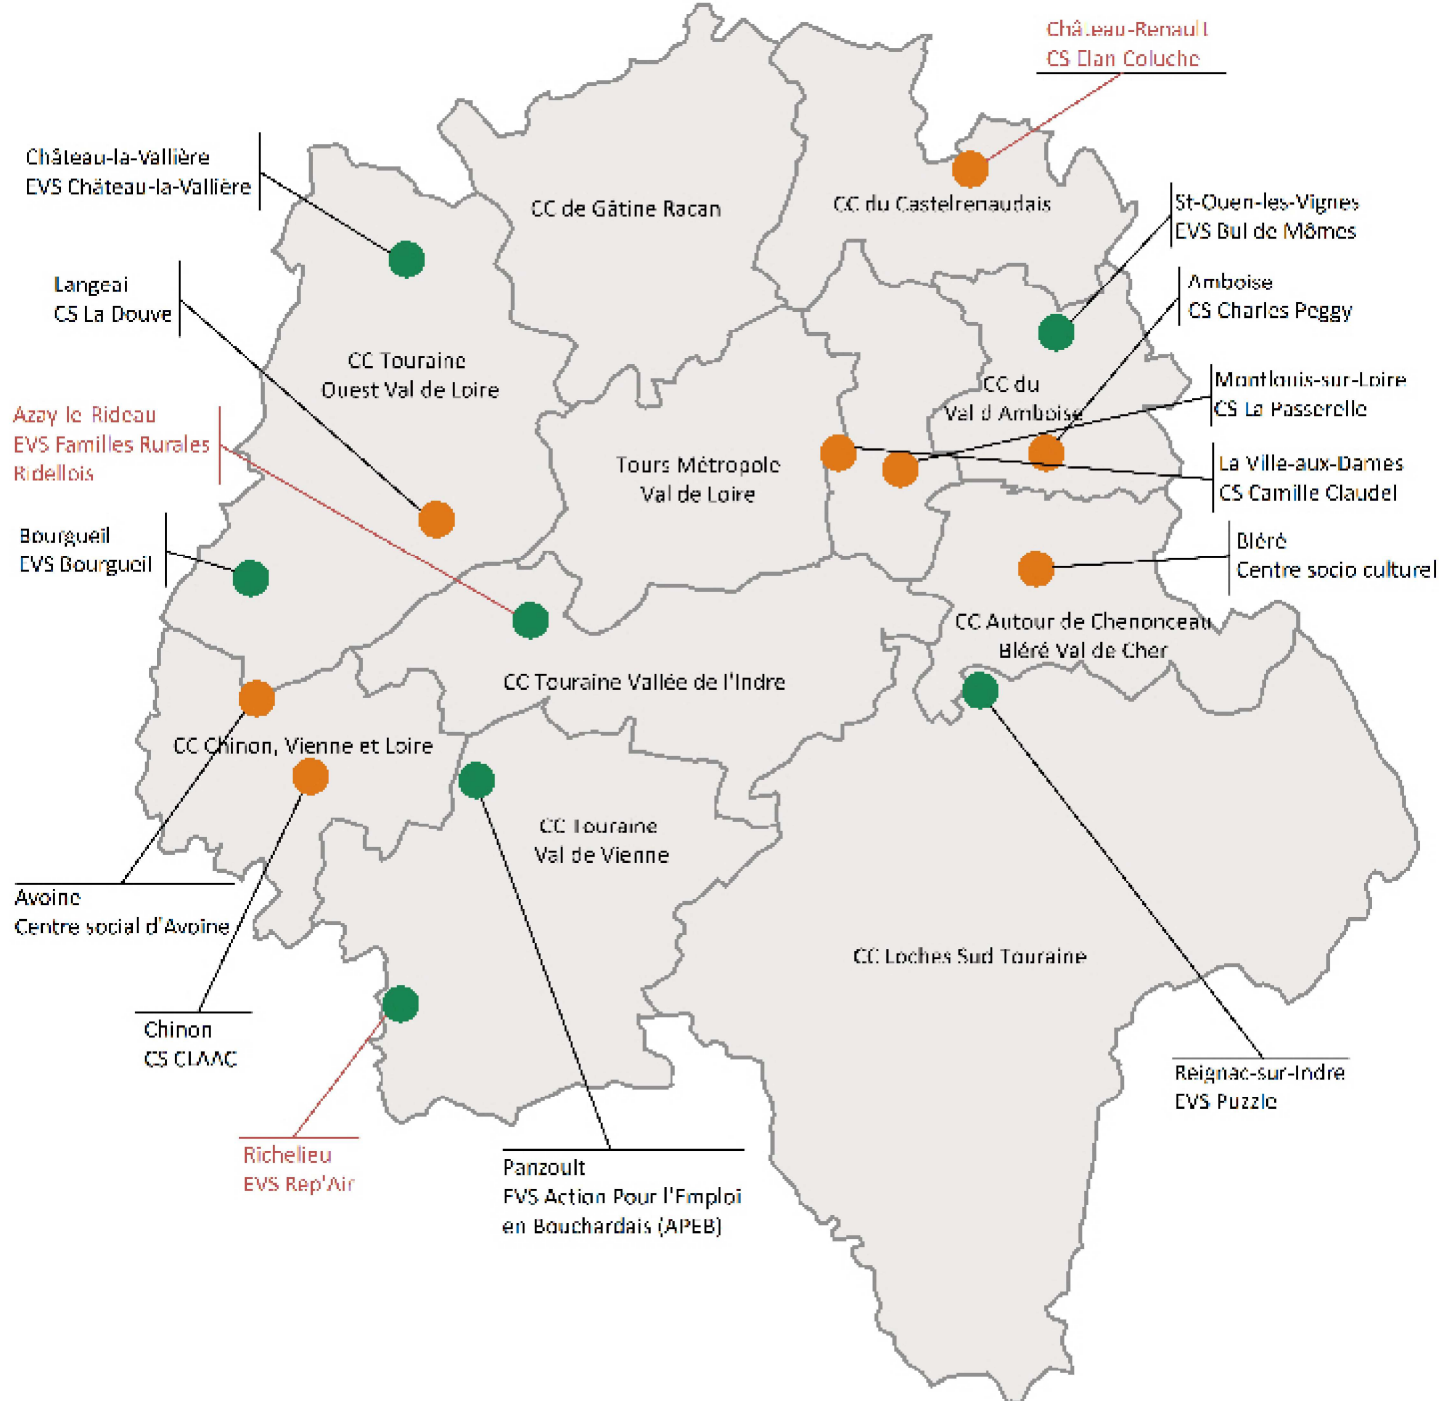 Château-Renault
CS Elan Coluche
Château-la-Vallière
EVS Château-la-Vallière
CC de Gâtine Racan
CC du Castelrenaudais
St-Ouen-les-Vignes
EVS Bul de Mômes
Langeai
CS La Douve
Amboise
CS Charles Peggy
CC Touraine
Ouest Val de Loire
CC du
Val d Amboise
Montlouis-sur-Loire
CS La Passerelle
Azay le Rideau
EVS Familles Rurales
Ridellois
Tours Métropole
Val de Loire
La Ville-aux-Dames
CS Camille Claudel
Bourgueil
EVS Bourgueil
Bléré
Centre socio culturel
CC Autour de Chenonceau
Bléré Val de Cher
CC Touraine Vallée de l'Indre
CC Chinon, Vienne et Loire
CC Touraine
Val de Vienne
Avoine
Centre social d'Avoine
CC Loches Sud Touraine
Chinon
CS CLAAC
Reignac-sur-Indre
EVS Puzzle
Richelieu
EVS Rep'Air
Panzoult
EVS Action Pour l'Emploi
en Bouchardais (APEB)